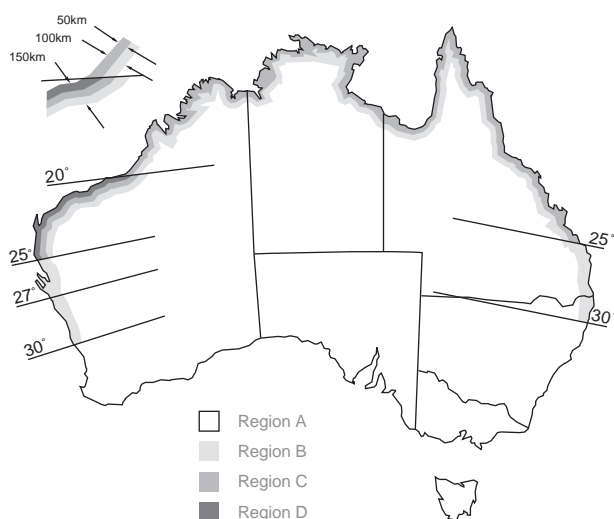 50km
100km
150km
20°
25°
25°
27°
30°
30°
Region A
Region B
Region C
Region D